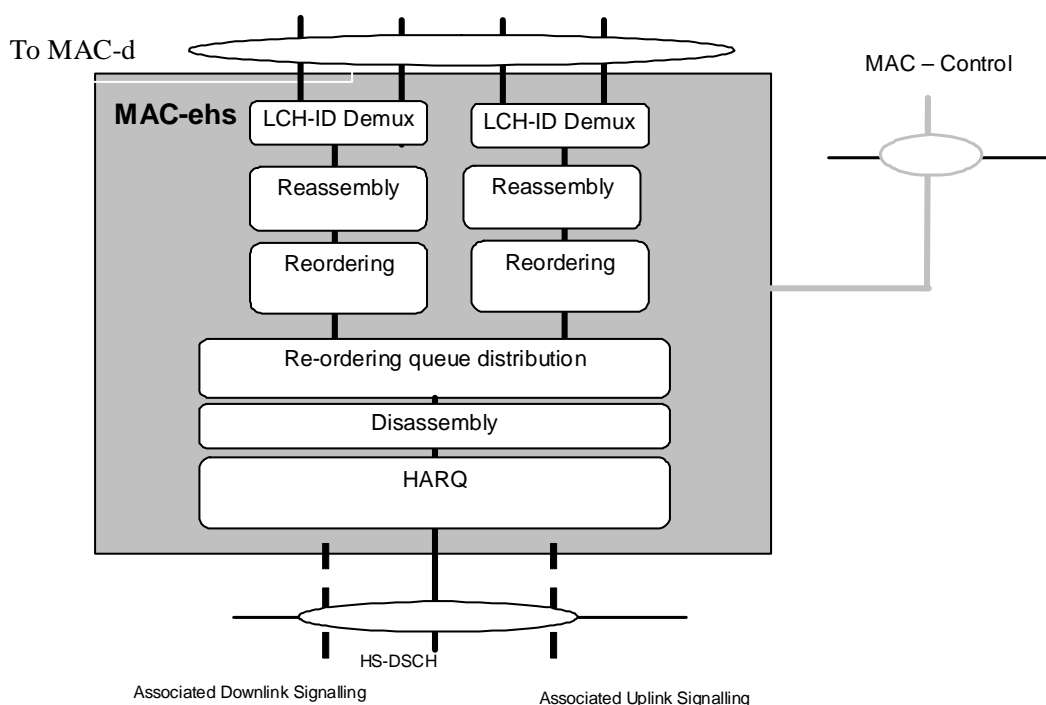 To MAC-d
MAC – Control
MAC-ehs
LCH-ID Demux
LCH-ID Demux
Reassembly
Reassembly
Reordering
Reordering
Re-ordering queue distribution
Disassembly
HARQ
HS-DSCH
Associated Downlink Signalling
Associated Uplink Signalling